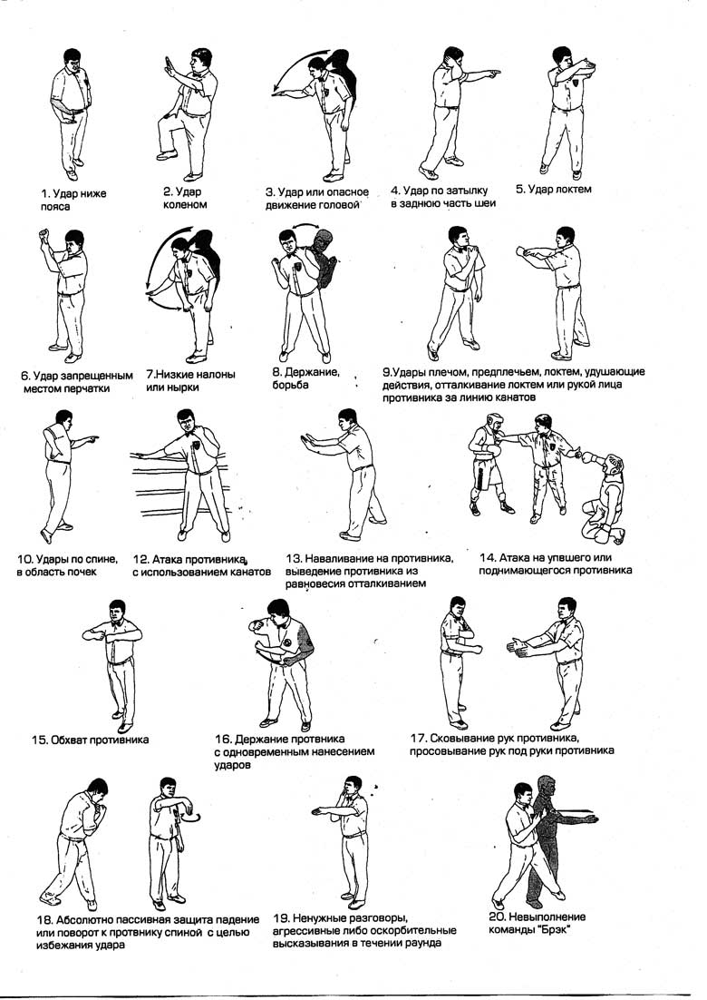 1. Удар ниже
пояса
2. Удар
коленом
3. Удар или опасное
движение головой
4. Удар по затылку
в заднюю часть шеи
5. Удар локтем
6. Удар запрещенным
местом перчатки
7.Низкие налоны
или нырки
8. Держание,
борьба
9.Удары плечом, предплечьем, локтем, удушающие
действия, отталкивание локтем или рукой лица
противника за линию канатов
10. Удары по спине,
в область почек
12. Атака противника,
с использованием канатов
13. Наваливание на противника,
выведение противника из
равновесия отталкиванием
14. Атака на упвшего или
поднимающегося противника
15. Обхват противника
16. Держание протвника
с одновременным нанесением
ударов
17. Сковывание рук противника,
просовывание рук под руки противника
18. Абсолютно пассивная защита падение
или поворот к протвнику спиной с целью
избежания удара
19. Ненужные разговоры,
агрессивные либо оскорбительные
высказывания в течении раунда
20. Невыполнение
команды "Брэк"